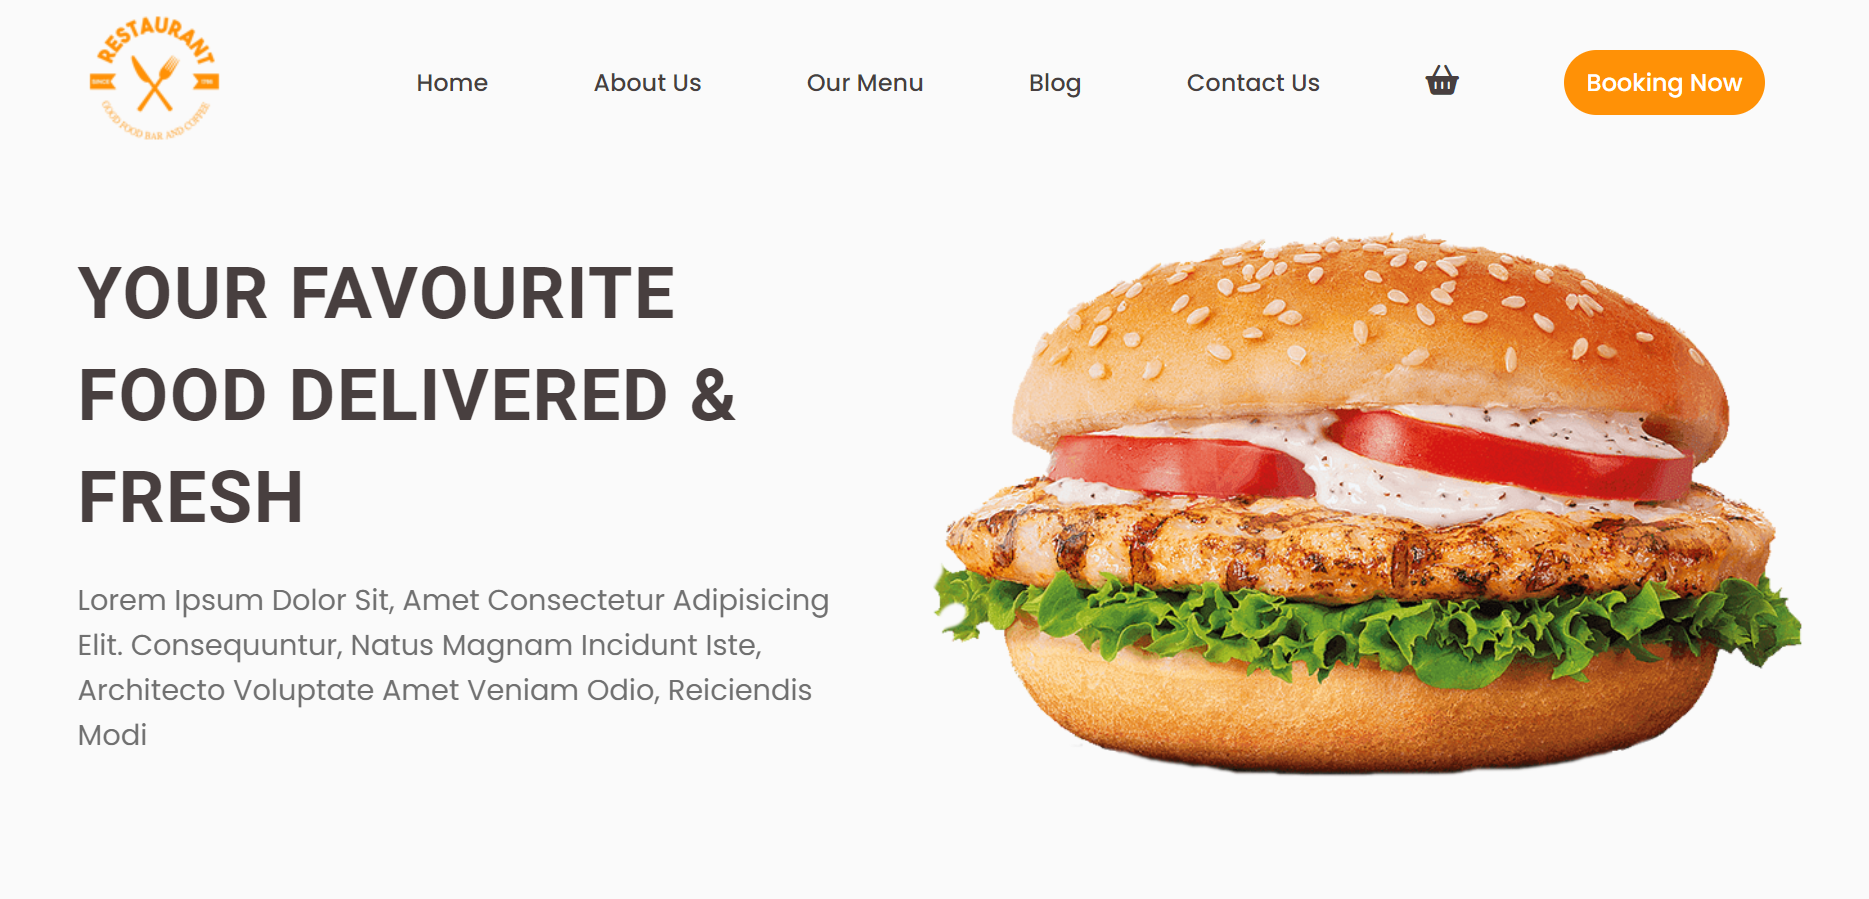 RESTAURANT
SINCE
GOOD FOOD BAR AND COFFEE
Home
About Us
Our Menu
Blog
Contact Us
Booking Now
YOUR FAVOURITE
FOOD DELIVERED &
FRESH
Lorem Ipsum Dolor Sit, Amet Consectetur Adipisicing
Elit. Consequuntur, Natus Magnam Incidunt Iste,
Architecto Voluptate Amet Veniam Odio, Reiciendis
Modi